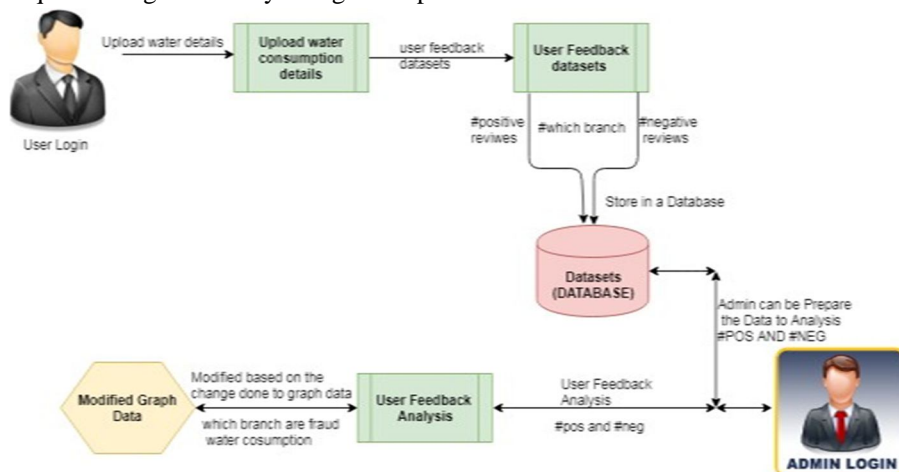 Upload water details
Upload water
consumption
details
user feedback
datasets
User Feedback
datasets
User Login
#positive
reviwes
#which branch
#negative
reviews
Store in a Database
Datasets
(DATABASE)
Admin can be Prepare
the Data to Analysis
#POS AND #NEG
Modified Graph
Data
Modified based on the
change done to graph data
which branch are fraud
water cosumption
User Feedback
Analysis
User Feedback
Analysis
#pos and #neg
ADMIN LOGIN